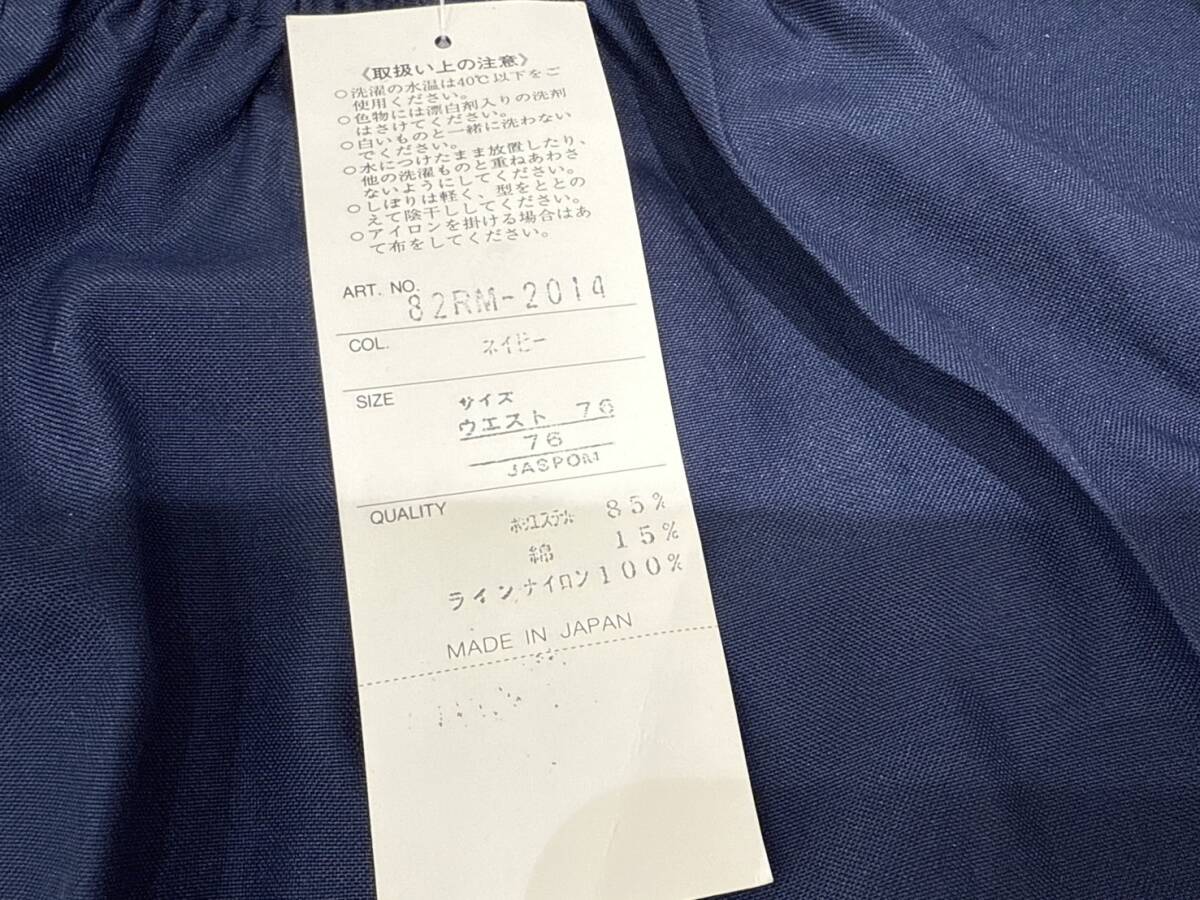 《取扱い上の注意》
○洗濯の水温は40℃以下をご
使用ください。
○色物には漂白剤入りの洗剤
はさけてください。
○白いものと一緒に洗わない
でください。
○水につけたまま放置したり、
他の洗濯ものと重ねあわさ
ないようにしてください。
○しぼりは軽く、型をととの
えて陰干ししてください。
○アイロンを掛ける場合はあ
て布をしてください。
ART. NO. 82RM-2014
COL. ネイビー
SIZE サイズ
ウエスト 76
76
JASPORT
QUALITY ポリエステル 85%
綿 15%
ラインナイロン100%
MADE IN JAPAN